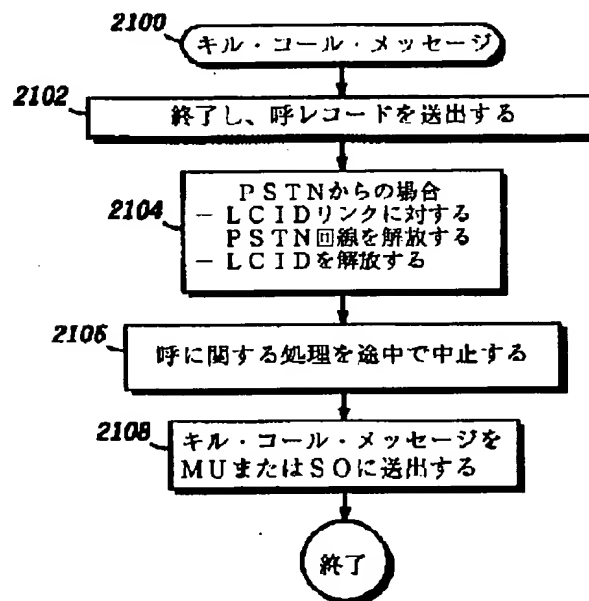 2100
キル・コール・メッセージ
2102
終了し、呼レコードを送出する
2104
PSTNからの場合
－LCIDリンクに対する
PSTN回線を解放する
－LCIDを解放する
2106
呼に関する処理を途中で中止する
2108
キル・コール・メッセージを
MUまたはSOに送出する
終了